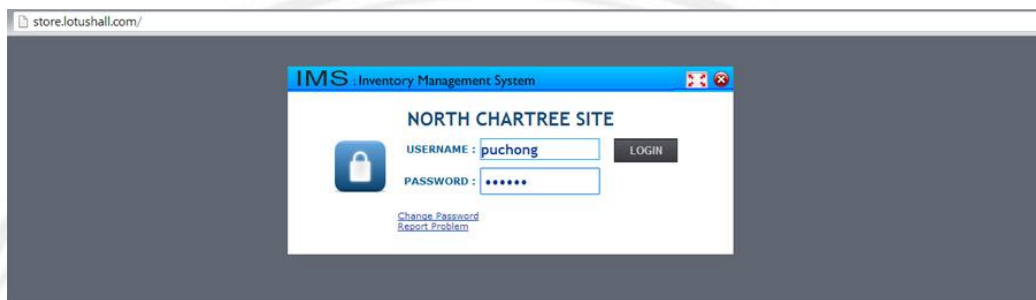 store.lotushall.com/
IMS : Inventory Management System
NORTH CHARTREE SITE
USERNAME : puchong LOGIN
PASSWORD : ••••••
Change Password
Report Problem